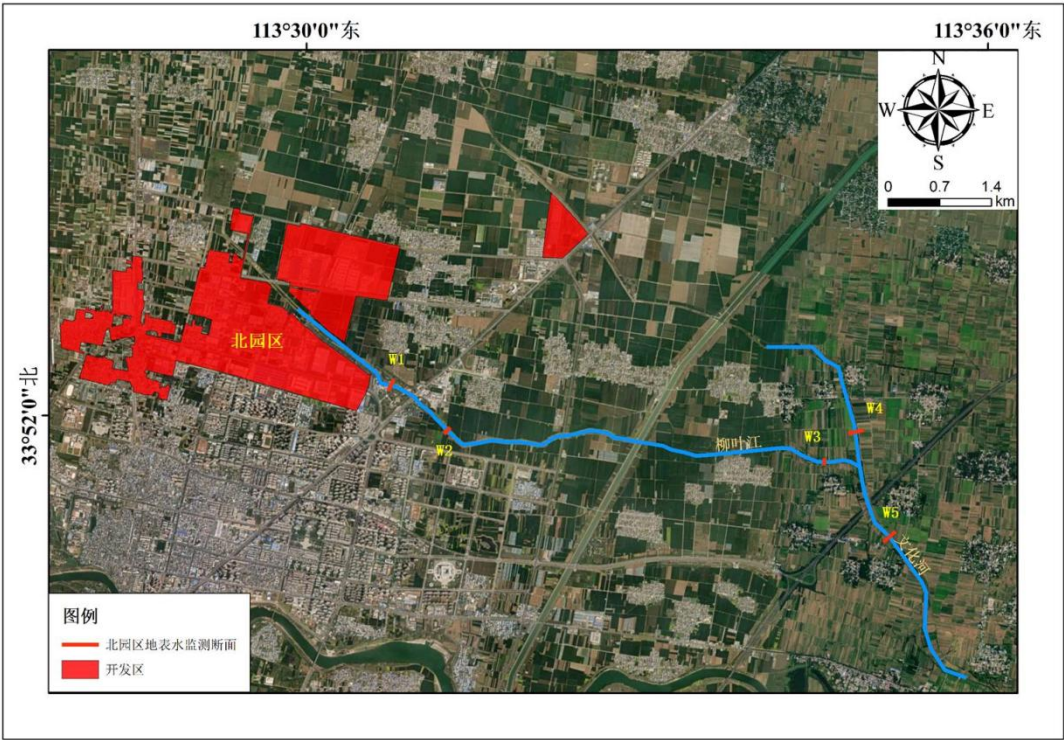 113°30'0"东
113°36'0"东
33°52'0"北
N
W
E
S
0
0.7
1.4
km
北园区
W1
W2
柳叶江
W3
W4
W5
文化河
图例
北园区地表水监测断面
开发区